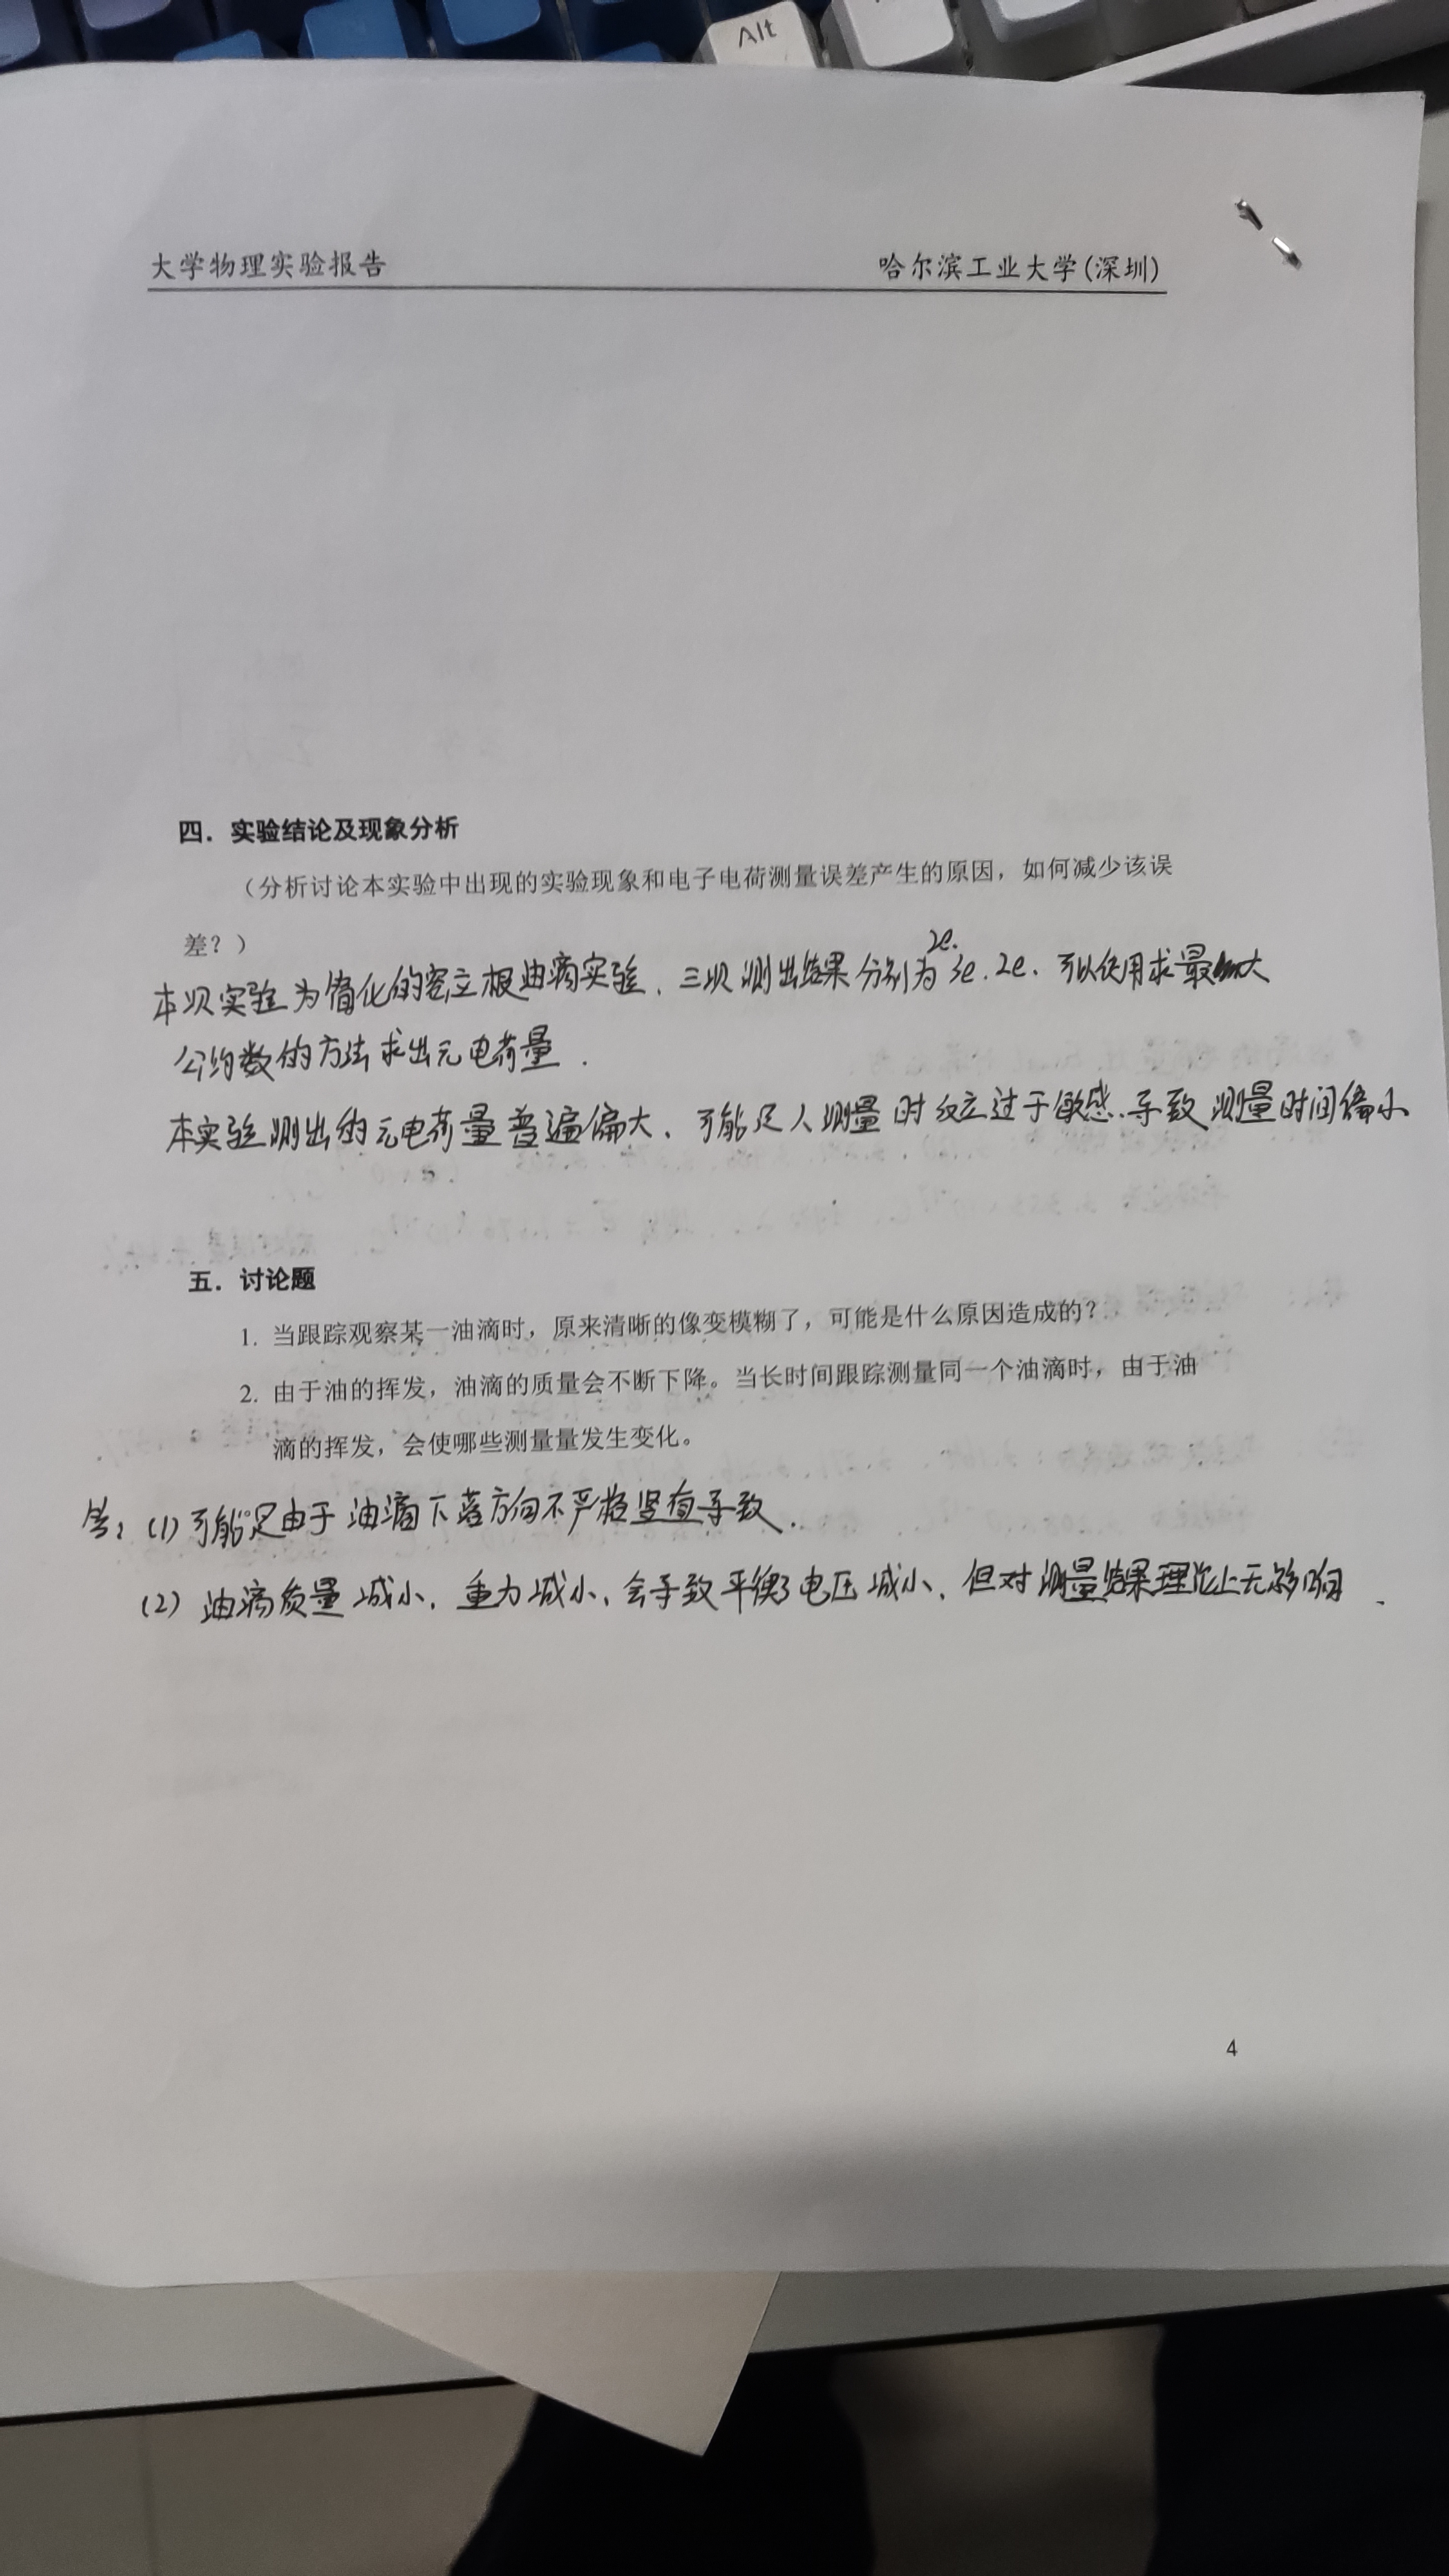 Alt
大学物理实验报告 哈尔滨工业大学(深圳)
四．实验结论及现象分析
（分析讨论本实验中出现的实验现象和电子电荷测量误差产生的原因，如何减少该误
差？）
2e.
本次实验为简化的密立根油滴实验、三次测出结果分别为 3e.2e、可以使用求最大
公约数的方法求出元电荷量．
本实验测出的元电荷量普遍偏大、可能是人测量时反应过于敏感、导致测量时间偏小
五．讨论题
1. 当跟踪观察某一油滴时，原来清晰的像变模糊了，可能是什么原因造成的？
2. 由于油的挥发，油滴的质量会不断下降。当长时间跟踪测量同一个油滴时，由于油
滴的挥发，会使哪些测量量发生变化。
答：(1)可能是由于油滴下落方向不严格竖直导致．
(2) 油滴质量减小、重力减小、会导致平衡电压减小、但对测量结果理论上无影响．
4